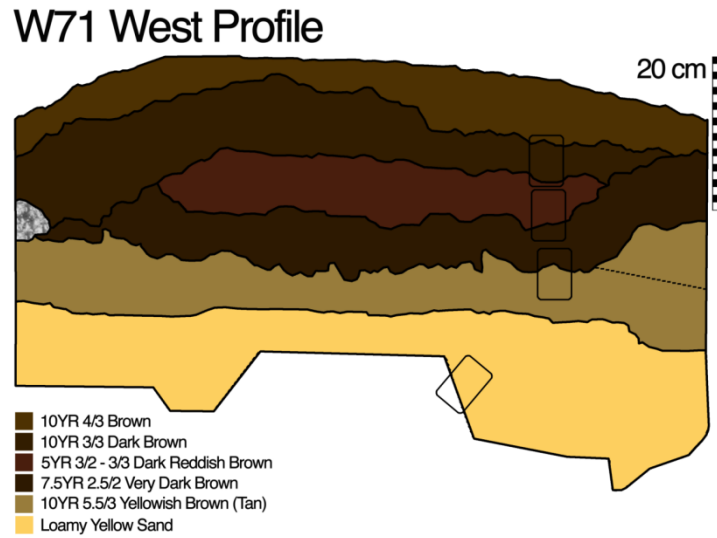 W71 West Profile
20 cm
10YR 4/3 Brown
10YR 3/3 Dark Brown
5YR 3/2 - 3/3 Dark Reddish Brown
7.5YR 2.5/2 Very Dark Brown
10YR 5.5/3 Yellowish Brown (Tan)
Loamy Yellow Sand